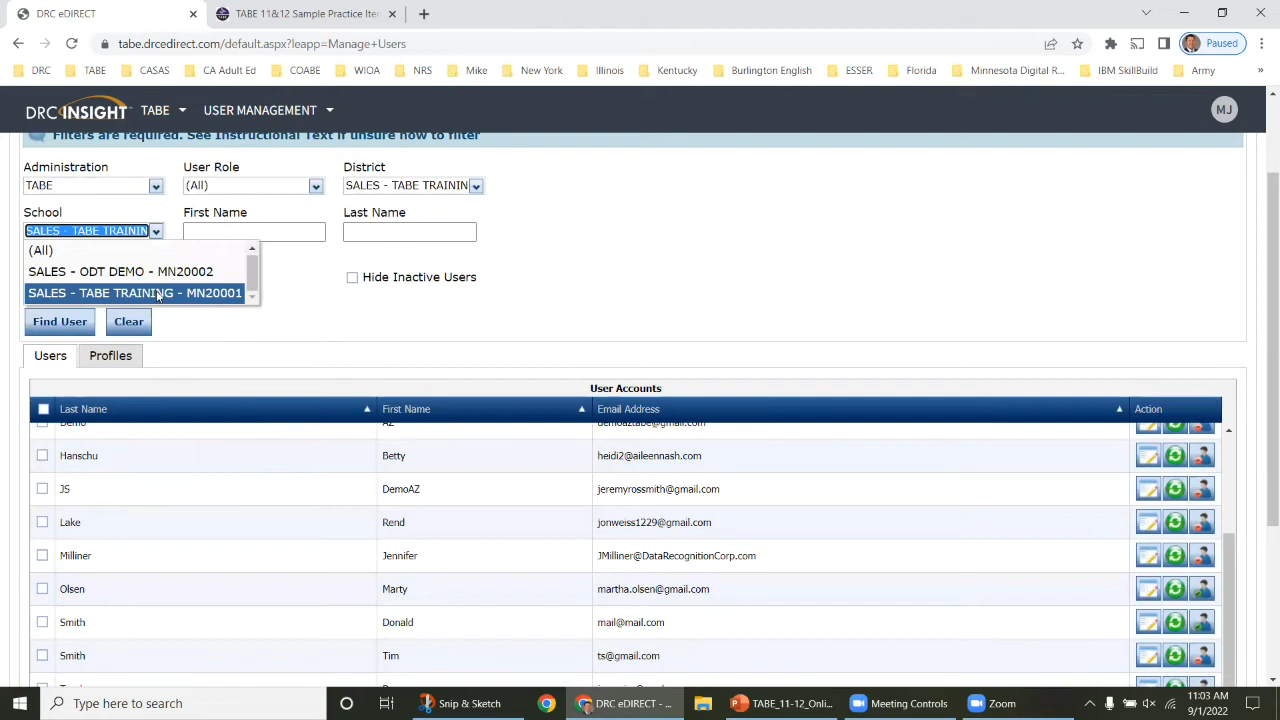 DRC eDIRECT
TABE 11&12 Sample Practice Iter
tabe.drcedirect.com/default.aspx?leapp=Manage+Users
Paused
DRC TABE CASAS CA Adult Ed COABE WIOA NRS Mike New York Illinois Kentucky Burlington English ESSER Florida Minnesota Digital R... IBM SkillBuild Army
DRC INSIGHT TABE USER MANAGEMENT MJ
Filters are required. See Instructional Text if unsure how to filter
Administration User Role District
TABE (All) SALES - TABE TRAININ
School First Name Last Name
SALES - TABE TRAININ
(All)
SALES - ODT DEMO - MN20002
Hide Inactive Users
SALES - TABE TRAINING - MN20001
Find User Clear
Users Profiles
User Accounts
Last Name First Name Email Address Action
Demo AZ demoaztabe@gmail.com
Hanschu Betty heidi2@aileennash.com
JS DemoAZ jeremyrossmith@gmail.com
Lake Rend jonweiss1229@gmail.com
Milliner Jennifer JMilliner@DataRecognitionCorp.com
Olsen Marty martha.olsen@gmail.com
Smith Donald mail@mail.com
Smith Tim ts@gmail.com
Type here to search Snip & Sketch DRC eDIRECT - ... TABE_11-12_Onli... Meeting Controls Zoom
11:03 AM
9/1/2022